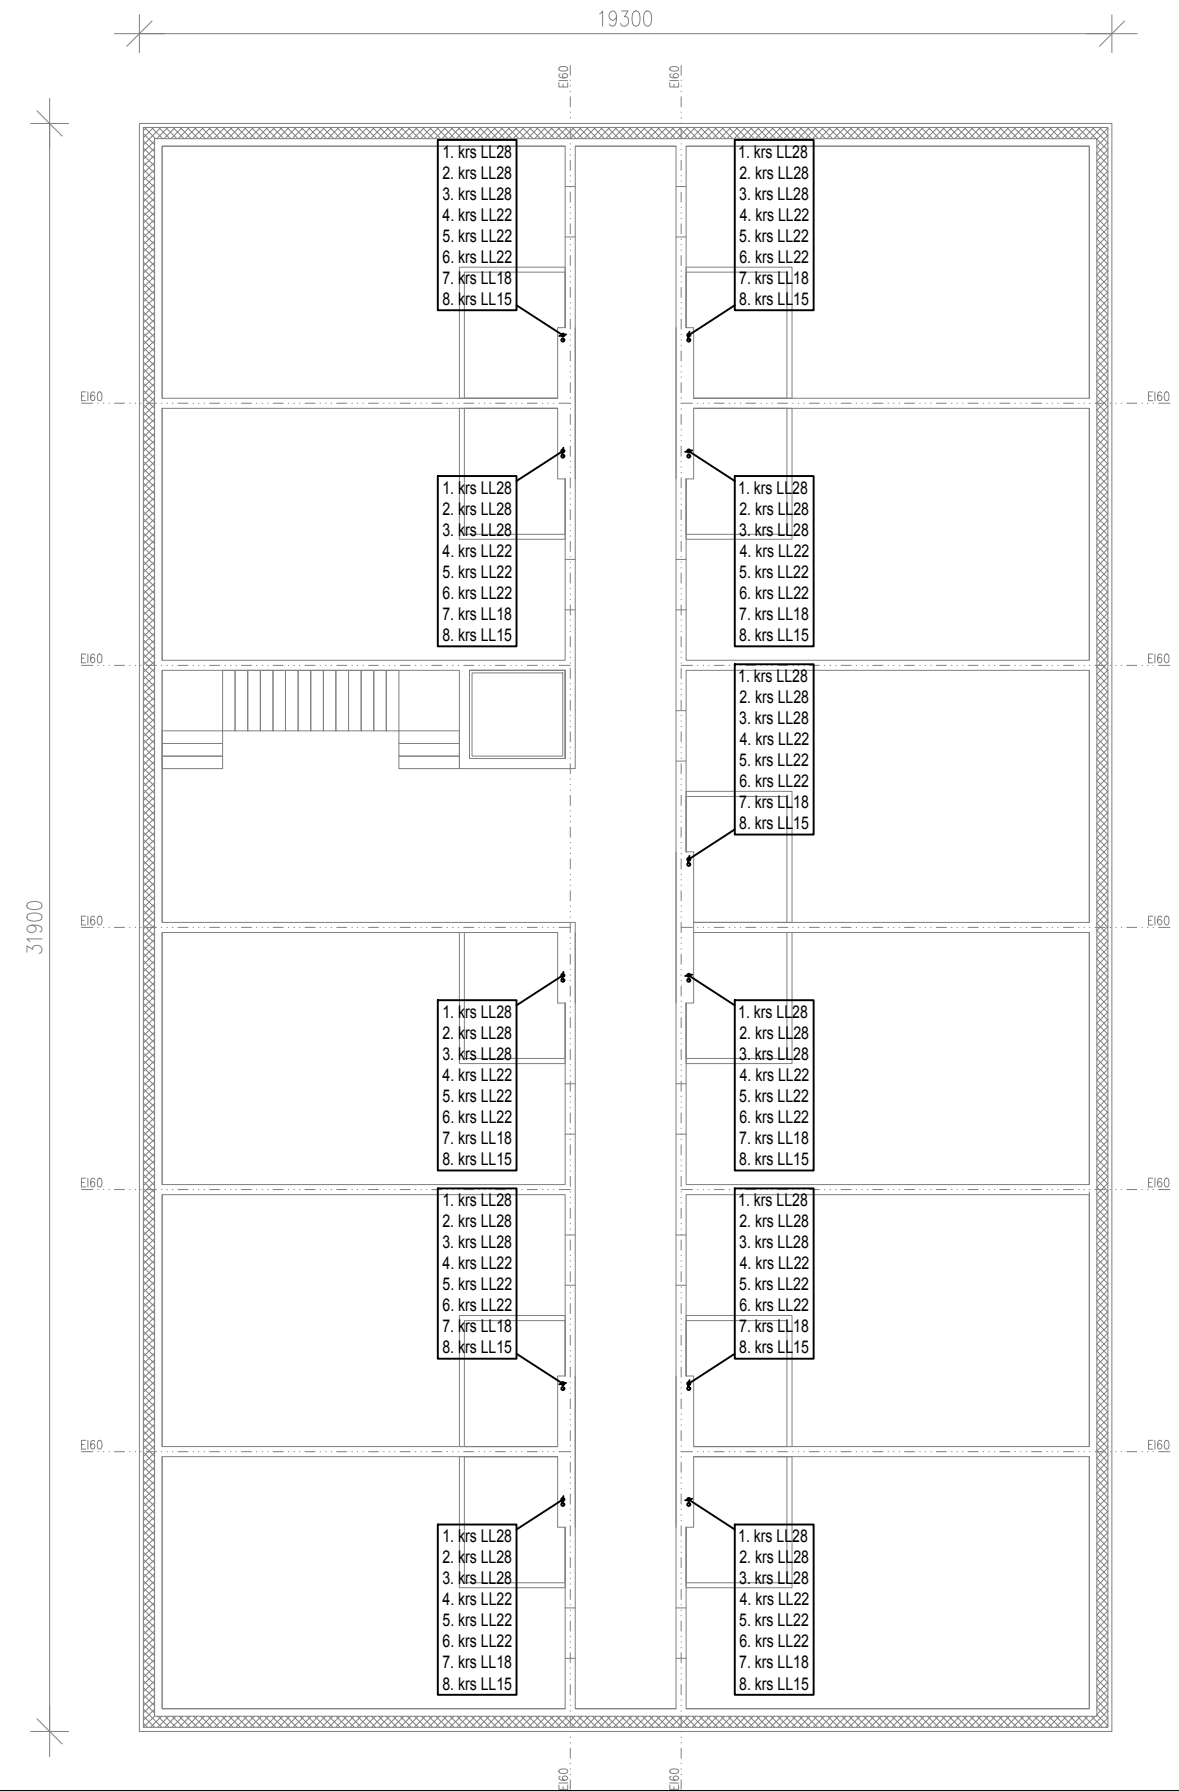 19300
EI60
EI60
1. krs LL28
2. krs LL28
3. krs LL28
4. krs LL22
5. krs LL22
6. krs LL22
7. krs LL18
8. krs LL15
1. krs LL28
2. krs LL28
3. krs LL28
4. krs LL22
5. krs LL22
6. krs LL22
7. krs LL18
8. krs LL15
EI60
EI60
1. krs LL28
2. krs LL28
3. krs LL28
4. krs LL22
5. krs LL22
6. krs LL22
7. krs LL18
8. krs LL15
1. krs LL28
2. krs LL28
3. krs LL28
4. krs LL22
5. krs LL22
6. krs LL22
7. krs LL18
8. krs LL15
EI60
EI60
1. krs LL28
2. krs LL28
3. krs LL28
4. krs LL22
5. krs LL22
6. krs LL22
7. krs LL18
8. krs LL15
31900
EI60
EI60
1. krs LL28
2. krs LL28
3. krs LL28
4. krs LL22
5. krs LL22
6. krs LL22
7. krs LL18
8. krs LL15
1. krs LL28
2. krs LL28
3. krs LL28
4. krs LL22
5. krs LL22
6. krs LL22
7. krs LL18
8. krs LL15
EI60
EI60
1. krs LL28
2. krs LL28
3. krs LL28
4. krs LL22
5. krs LL22
6. krs LL22
7. krs LL18
8. krs LL15
1. krs LL28
2. krs LL28
3. krs LL28
4. krs LL22
5. krs LL22
6. krs LL22
7. krs LL18
8. krs LL15
EI60
EI60
1. krs LL28
2. krs LL28
3. krs LL28
4. krs LL22
5. krs LL22
6. krs LL22
7. krs LL18
8. krs LL15
1. krs LL28
2. krs LL28
3. krs LL28
4. krs LL22
5. krs LL22
6. krs LL22
7. krs LL18
8. krs LL15
EI60
EI60